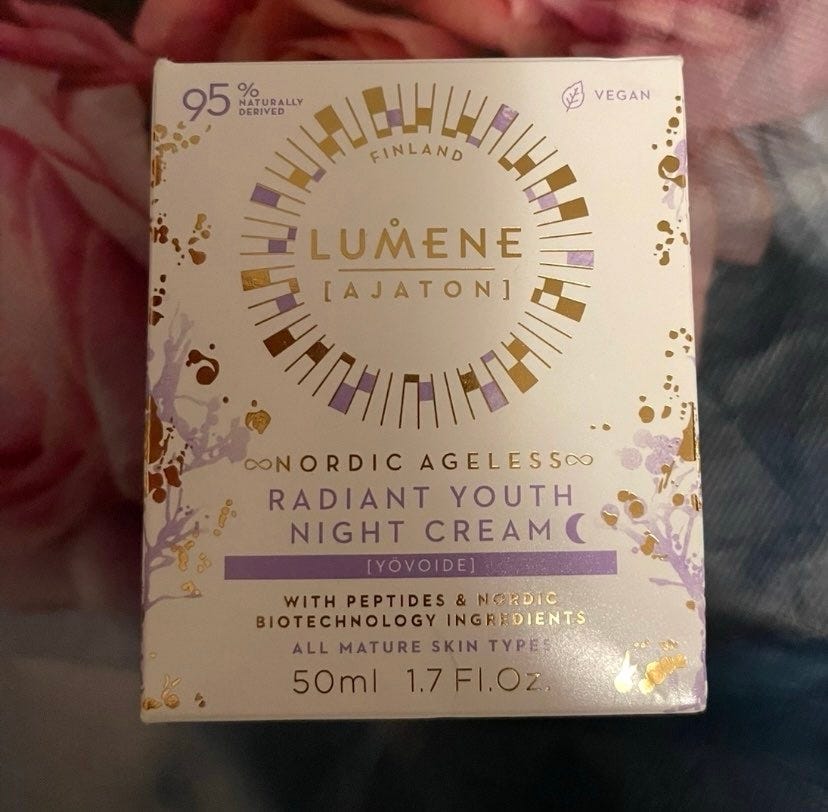 95% NATURALLY
DERIVED
VEGAN
FINLAND
LUMENE
[AJATON]
∞NORDIC AGELESS∞
RADIANT YOUTH
NIGHT CREAM
[YÖVOIDE]
WITH PEPTIDES & NORDIC
BIOTECHNOLOGY INGREDIENTS
ALL MATURE SKIN TYPES
50ml 1.7 Fl.Oz.